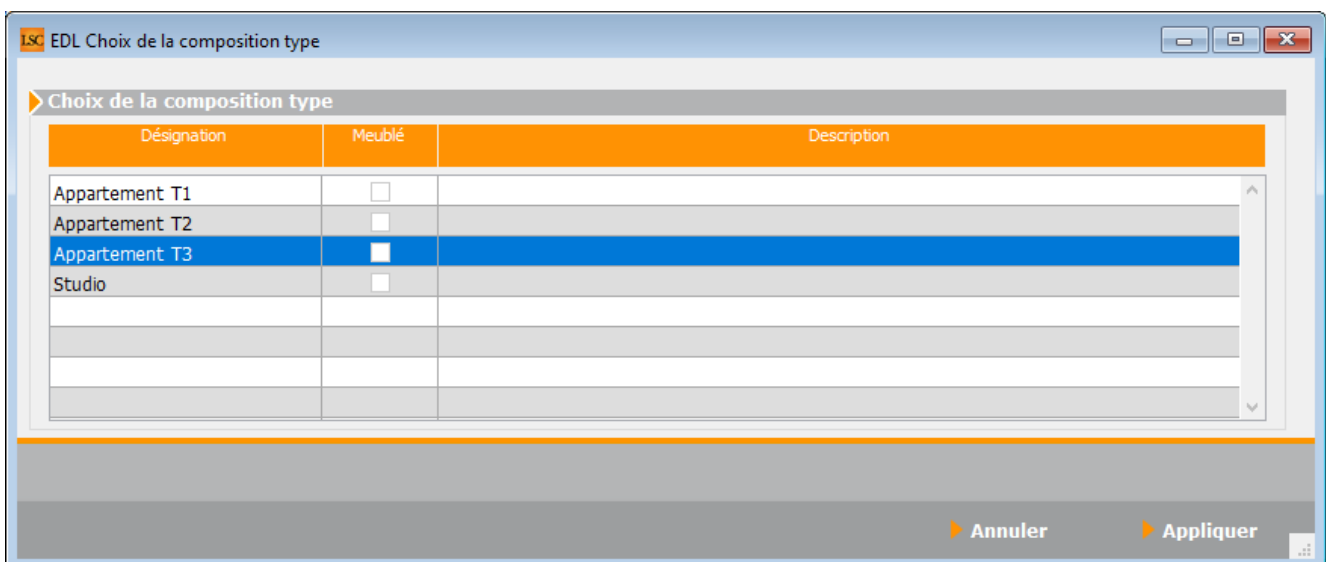 LSC EDL Choix de la composition type
Choix de la composition type
Désignation Meublé Description
Appartement T1
Appartement T2
Appartement T3
Studio
Annuler Appliquer